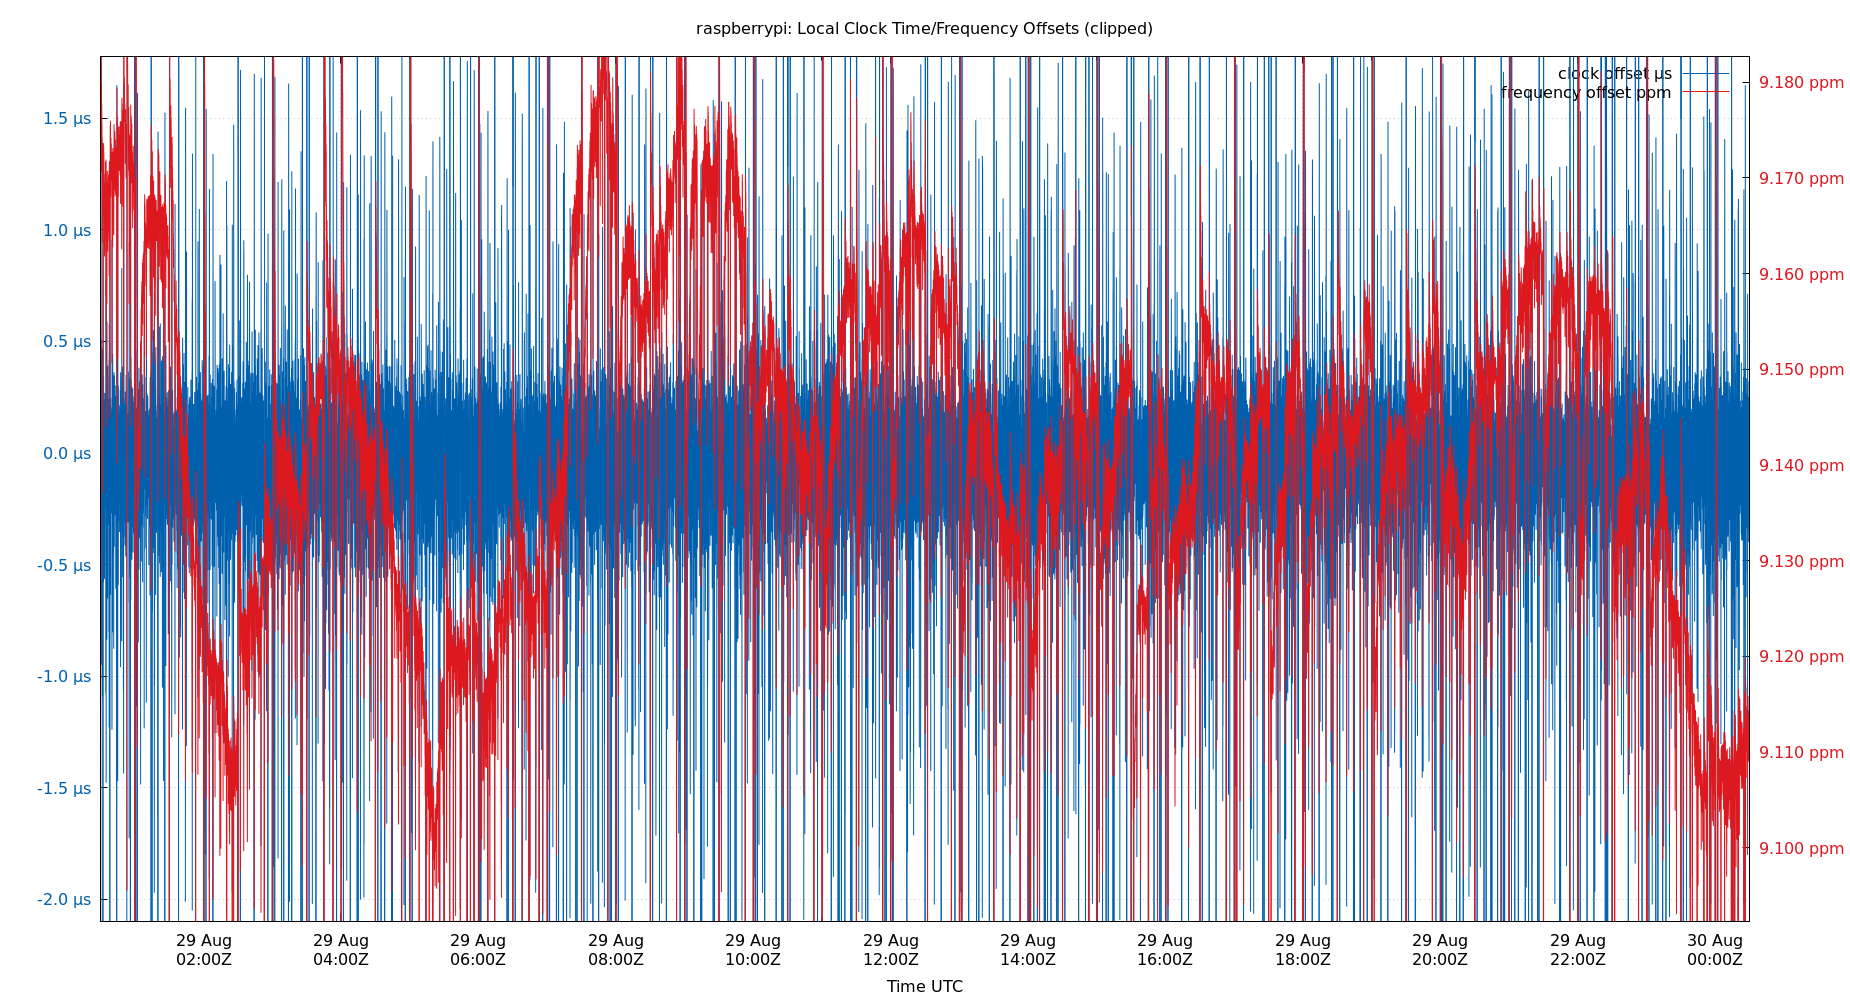 raspberrypi: Local Clock Time/Frequency Offsets (clipped)
clock offset µs
frequency offset ppm
1.5 µs
1.0 µs
0.5 µs
0.0 µs
-0.5 µs
-1.0 µs
-1.5 µs
-2.0 µs
9.180 ppm
9.170 ppm
9.160 ppm
9.150 ppm
9.140 ppm
9.130 ppm
9.120 ppm
9.110 ppm
9.100 ppm
29 Aug
02:00Z
29 Aug
04:00Z
29 Aug
06:00Z
29 Aug
08:00Z
29 Aug
10:00Z
29 Aug
12:00Z
29 Aug
14:00Z
29 Aug
16:00Z
29 Aug
18:00Z
29 Aug
20:00Z
29 Aug
22:00Z
30 Aug
00:00Z
Time UTC